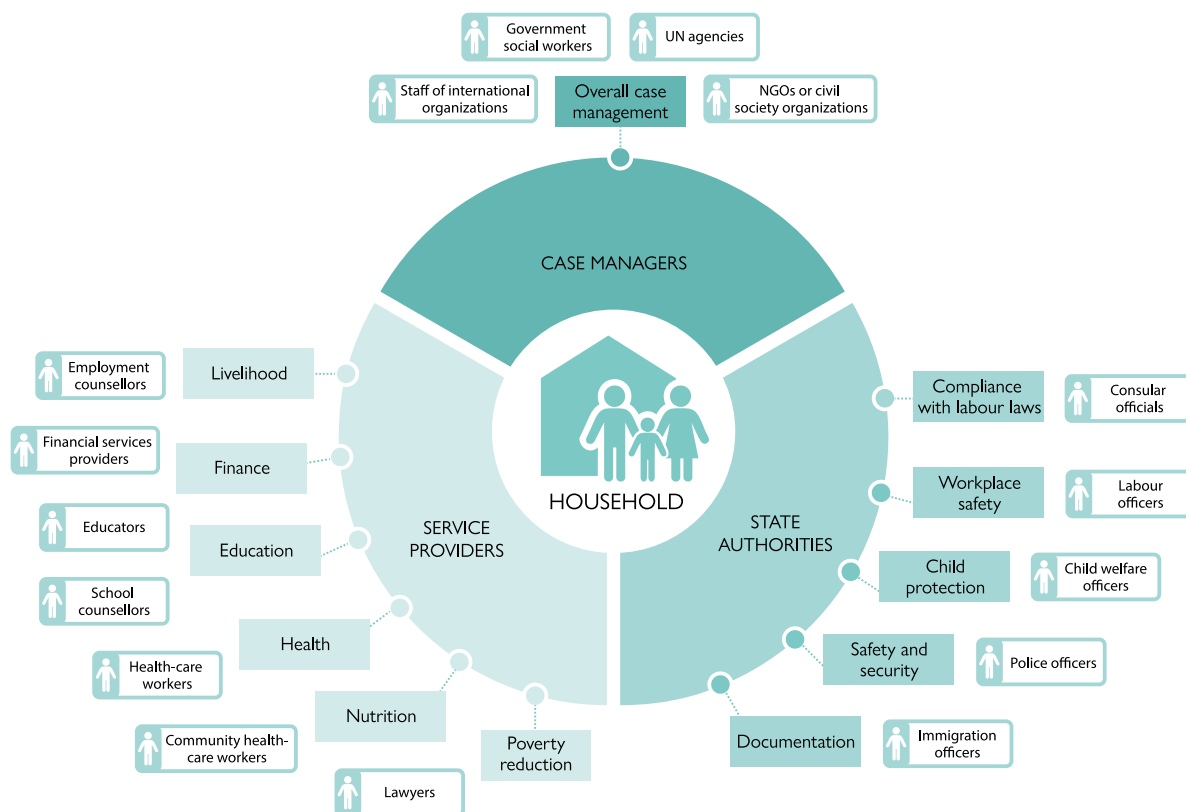 Government
social workers
UN agencies
Staff of international
organizations
Overall case
management
NGOs or civil
society organizations
CASE MANAGERS
HOUSEHOLD
SERVICE
PROVIDERS
STATE
AUTHORITIES
Employment
counsellors
Livelihood
Financial services
providers
Finance
Educators
Education
School
counsellors
Health
Health-care
workers
Nutrition
Community health-
care workers
Poverty
reduction
Lawyers
Compliance
with labour laws
Consular
officials
Workplace
safety
Labour
officers
Child
protection
Child welfare
officers
Safety and
security
Police officers
Documentation
Immigration
officers